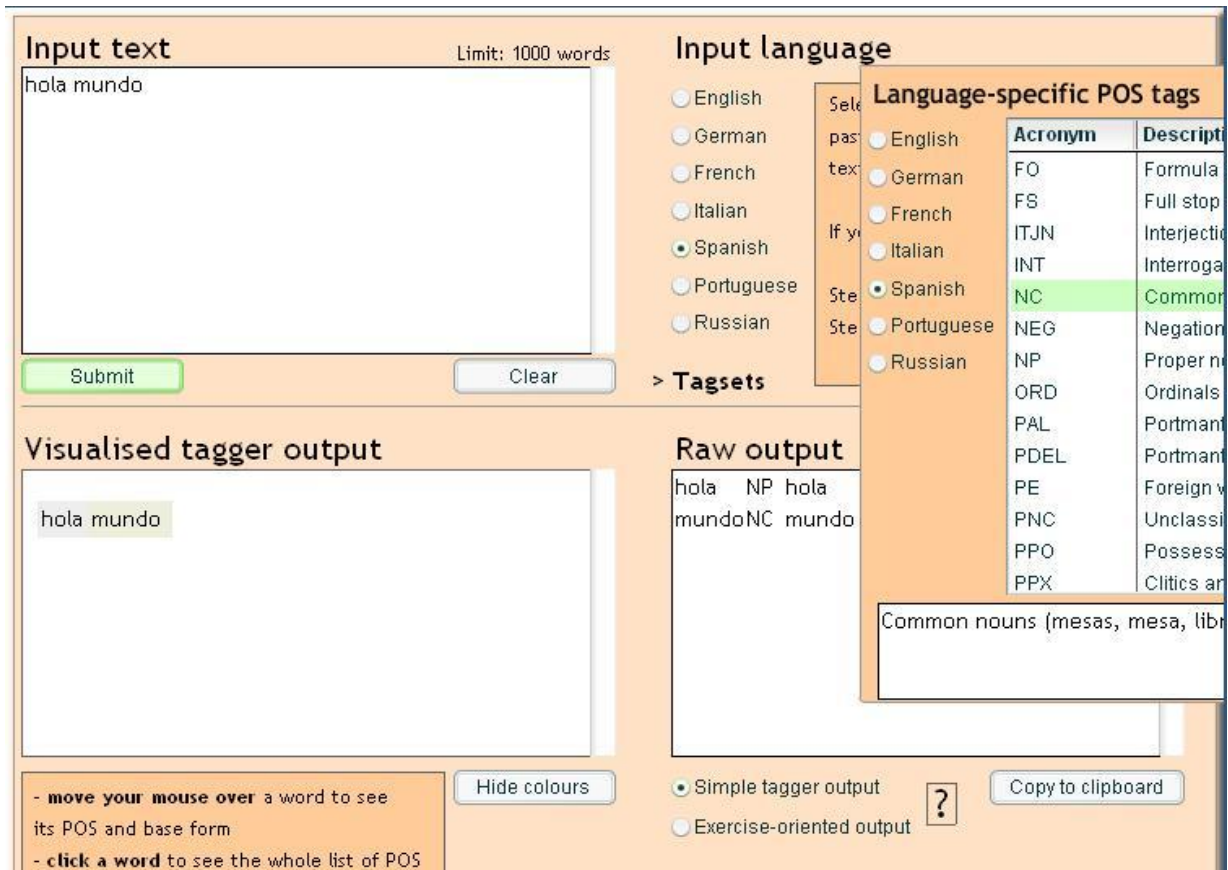 Input text
Limit: 1000 words
hola mundo
Submit
Clear
Input language
English
German
French
Italian
Spanish
Portuguese
Russian
> Tagsets
If
Language-specific POS tags
English
German
French
Italian
Spanish
Portuguese
Russian
Acronym
FO Formula
FS Full stop
ITJN
INT
NC
NEG Negation
NP Proper
ORD Ordinals
PAL
PDEL
PE Foreign
PNC
PPO
PPX Clitics
Common nouns (mesas, mesa,
Visualised tagger output
hola mundo
Raw output
hola NP hola
mundo NC mundo
- move your mouse over a word to see
its POS and base form
- click a word to see the whole list of POS
Hide colours
Simple tagger output
Exercise-oriented output
?
Copy to clipboard